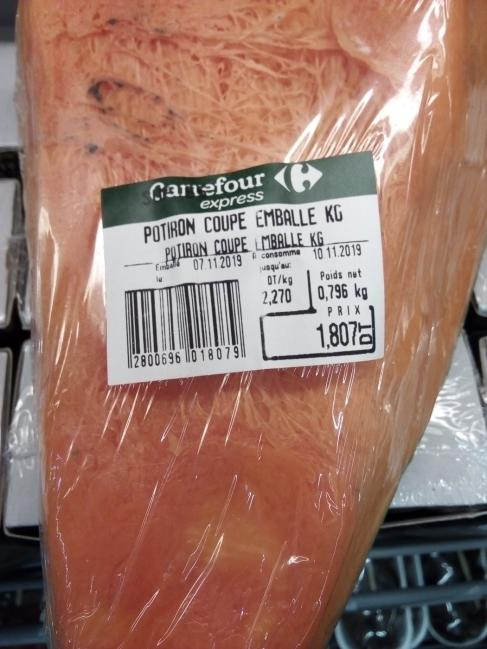 Carrefour
express
POTIRON COUPE EMBALLE KG
POTIRON COUPE EMBALLE KG
Emballé le: 07.11.2019
A consommer jusqu'au: 10.11.2019
DT/kg
2,270
Poids net
0,796 kg
PRIX
1,807 DT
2800696 018079